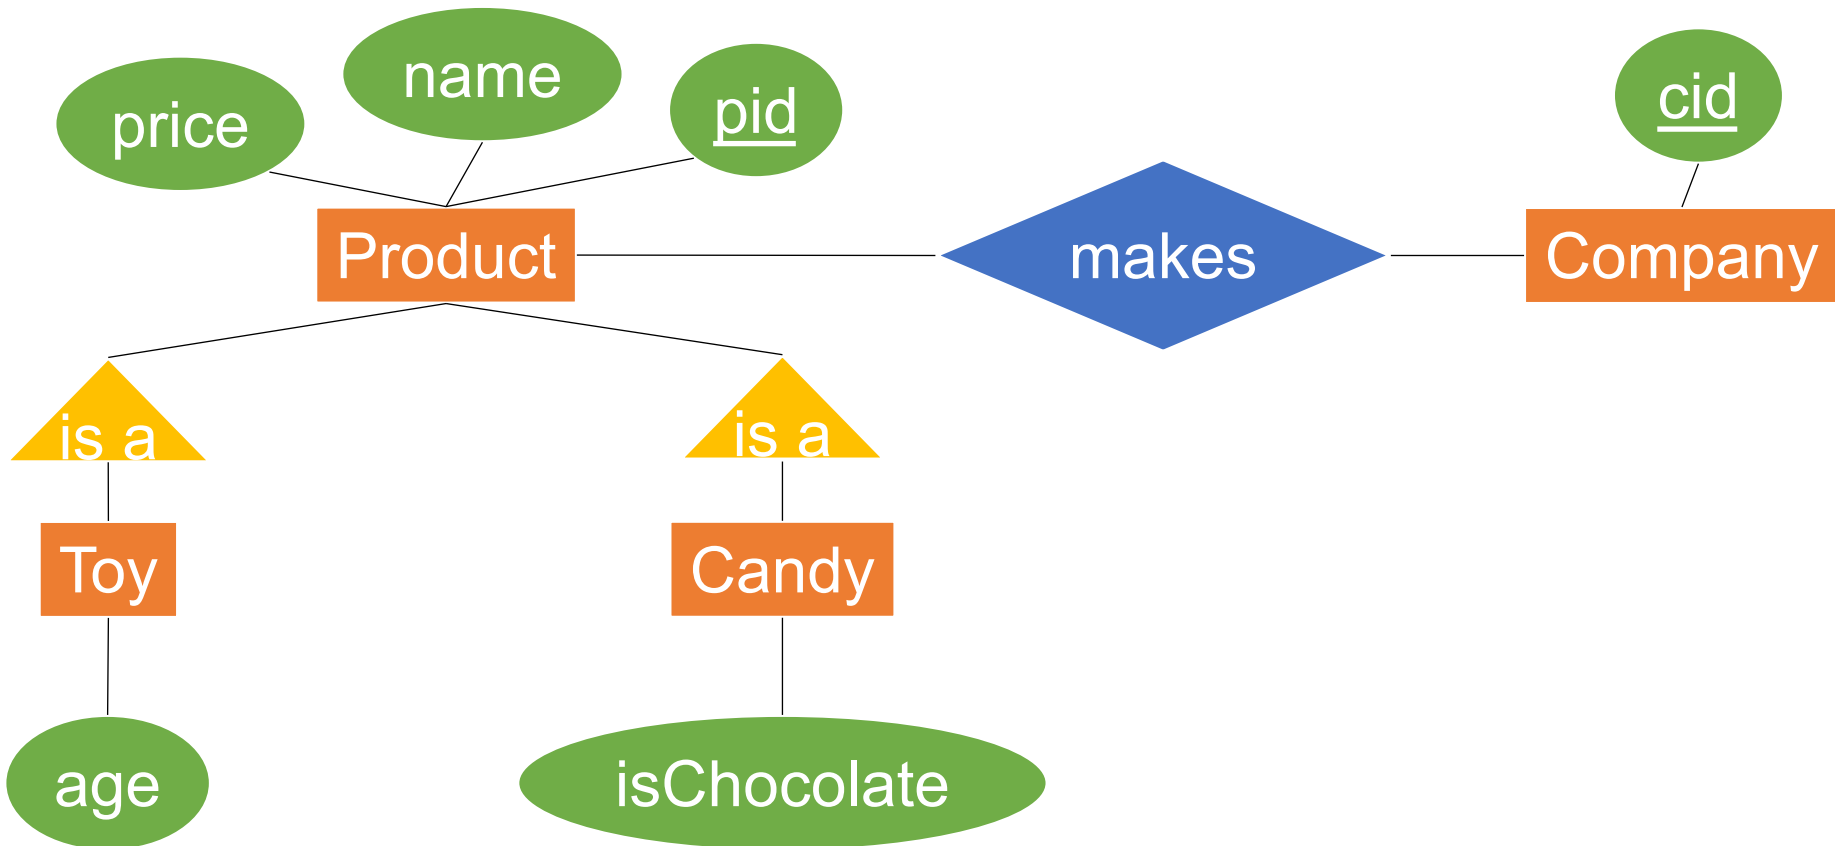 price
name
pid
cid
Product
makes
Company
is a
is a
Toy
Candy
age
isChocolate